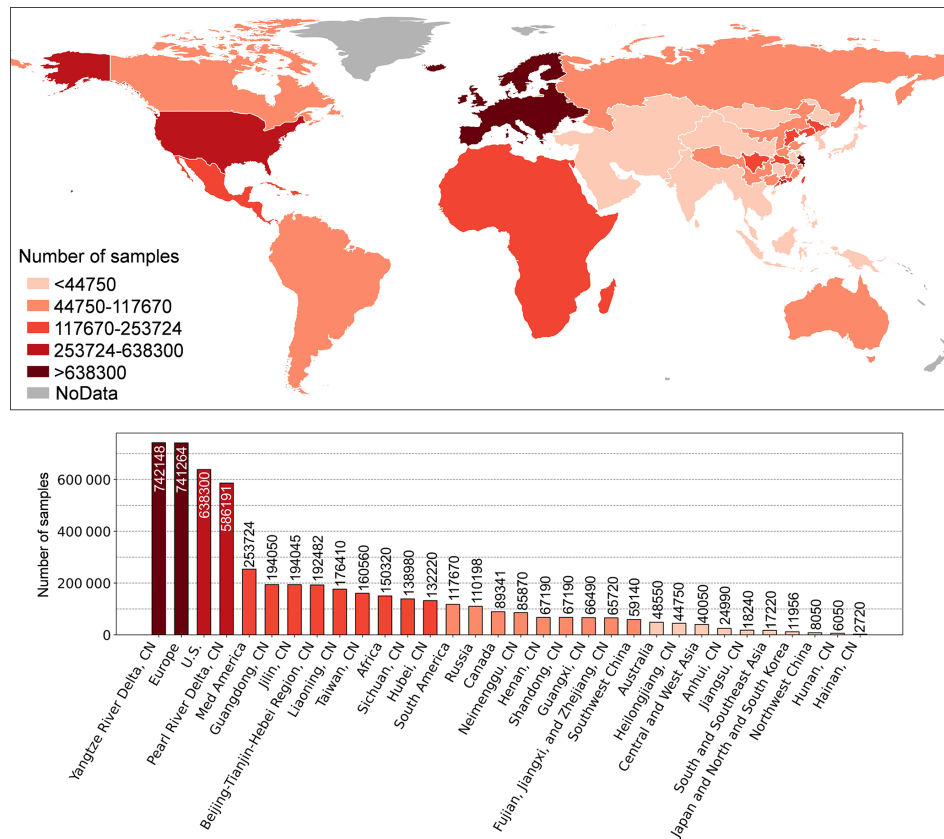 Number of samples
<44750
44750-117670
117670-253724
253724-638300
>638300
NoData
Number of samples
600 000
400 000
200 000
0
742148
741264
638300
586191
253724
194050
194045
192482
176410
160560
150320
138980
132220
117670
110198
89341
85870
67190
67190
66490
65720
59140
48550
44750
40050
24990
18240
17220
11956
8050
6050
2720
Yangtze River Delta, CN
Europe
U.S.
Pearl River Delta, CN
Med America
Guangdong, CN
Jilin, CN
Beijing-Tianjin-Hebei Region, CN
Liaoning, CN
Taiwan, CN
Africa
Sichuan, CN
Hubei, CN
South America
Russia
Canada
Neimenggu, CN
Henan, CN
Shandong, CN
Guangxi, CN
Fujian, Jiangxi, and Zhejiang, CN
Southwest China
Australia
Heilongjiang, CN
Central and West Asia
Anhui, CN
Jiangsu, CN
South and Southeast Asia
Japan and North and South Korea
Northwest China
Hunan, CN
Hainan, CN